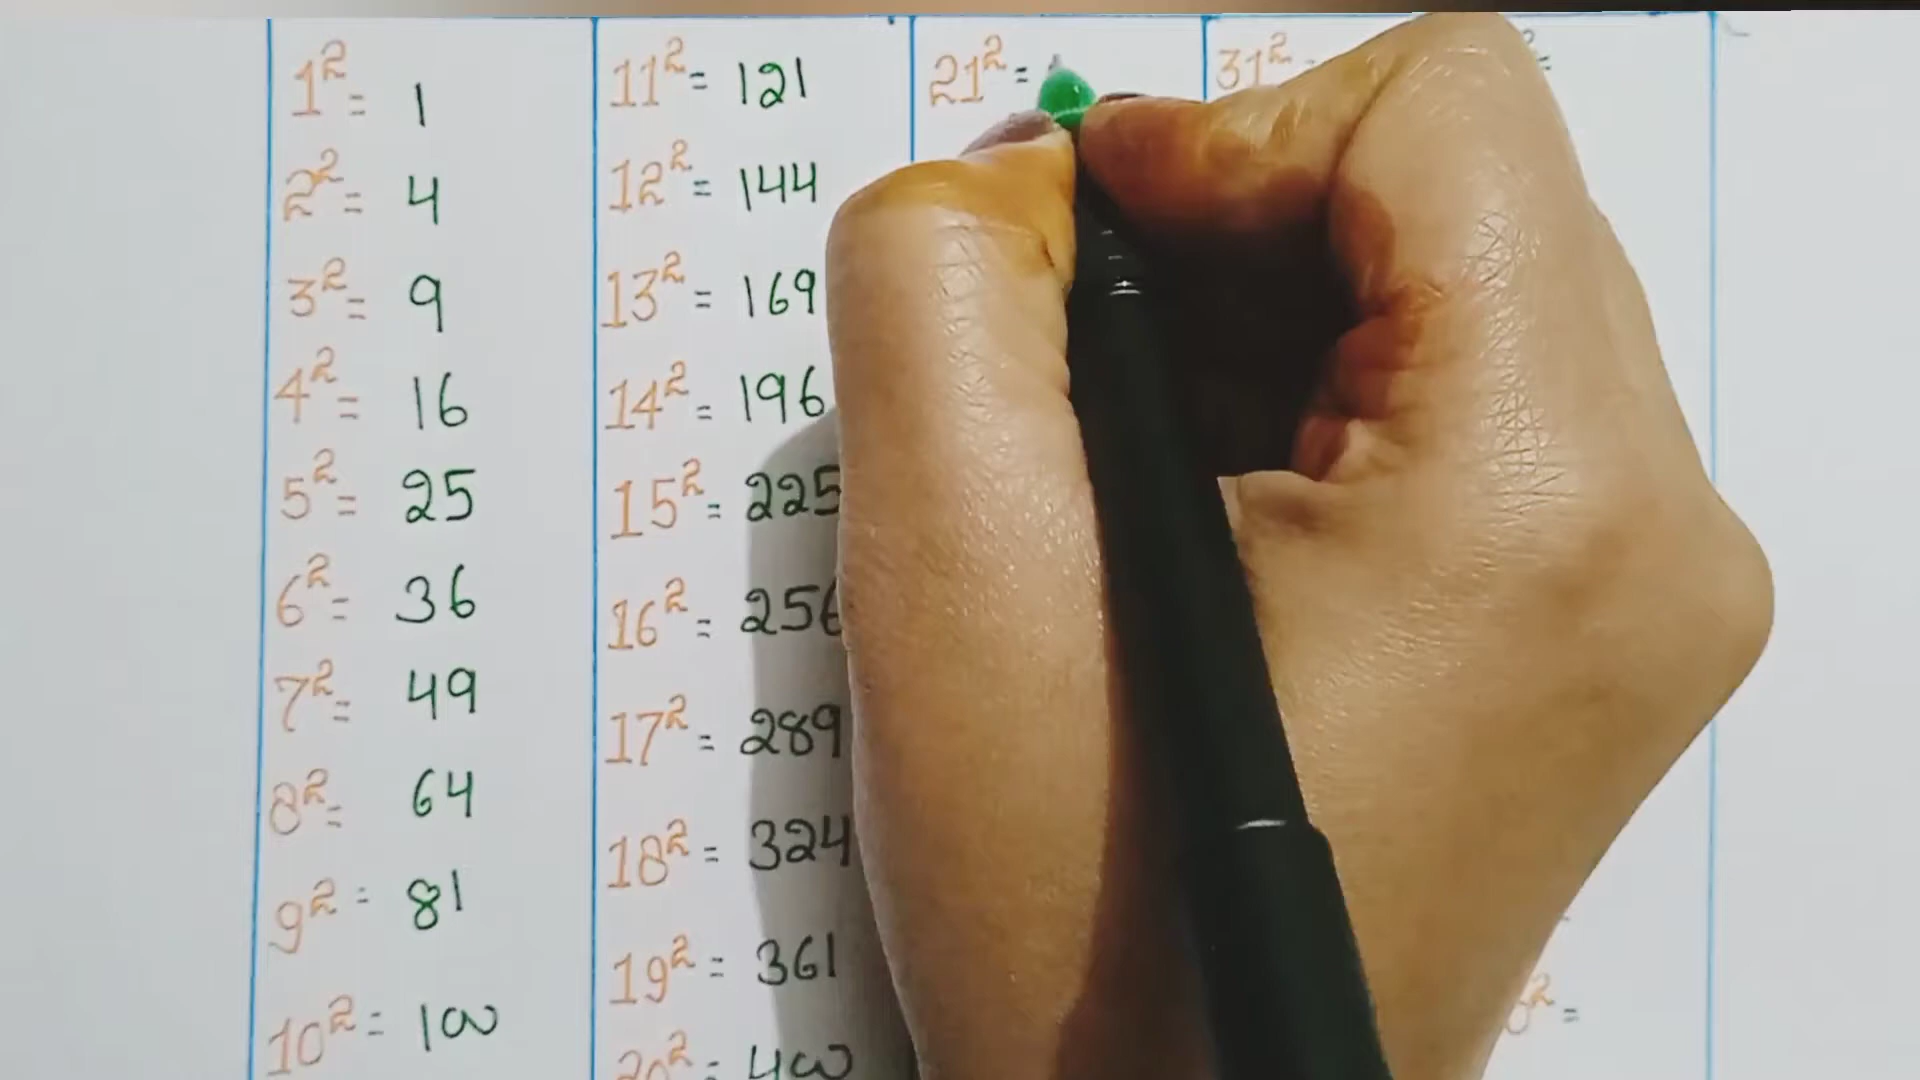 1² = 1
2² = 4
3² = 9
4² = 16
5² = 25
6² = 36
7² = 49
8² = 64
9² = 81
10² = 100
11² = 121
12² = 144
13² = 169
14² = 196
15² = 225
16² = 256
17² = 289
18² = 324
19² = 361
20² = 400
21² =
31²